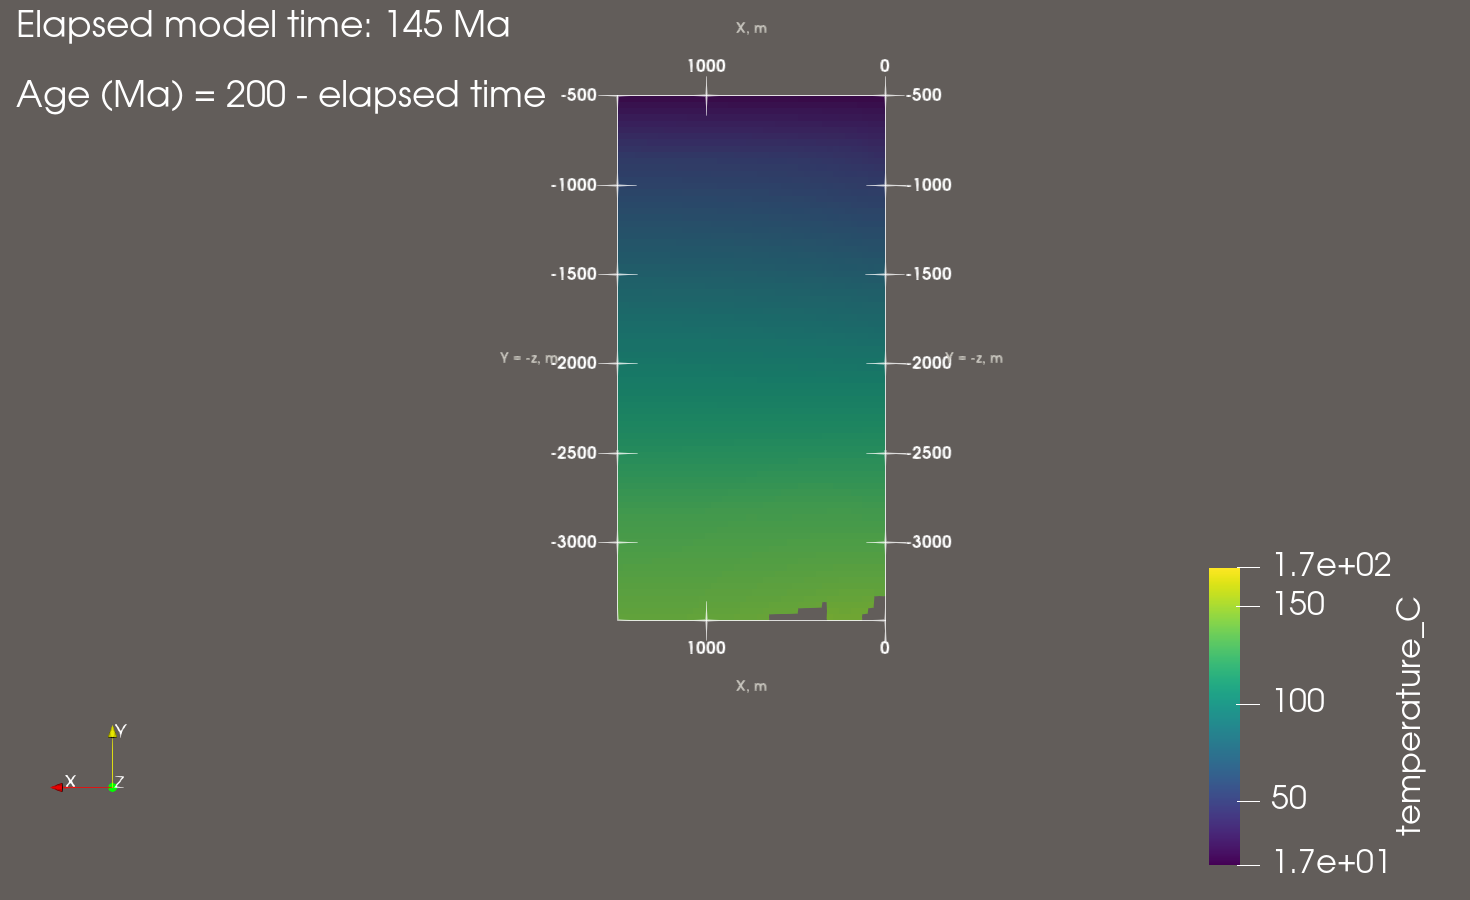 Elapsed model time: 145 Ma
Age (Ma) = 200 - elapsed time
X, m
1000 0
-500 -500
-1000 -1000
-1500 -1500
Y = -z, m -2000 -2000 Y = -z, m
-2500 -2500
-3000 -3000
1000 0
X, m
1.7e+02
150
100
50
1.7e+01
temperature_C
Y
X Z